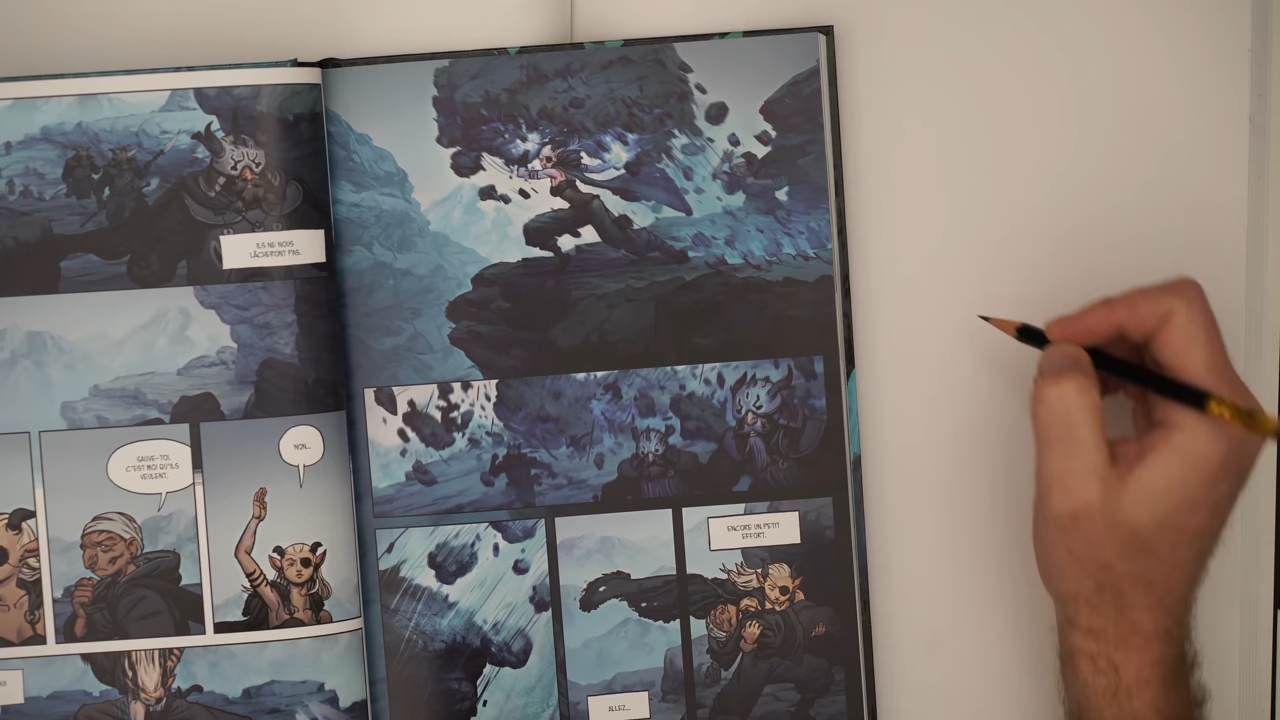 ILS NE NOUS
LÂCHERONT PAS.
SAUVE-TOI.
C'EST MOI QU'ILS
VEULENT.
NON...
ENCORE UN PETIT
EFFORT.
ALLEZ...